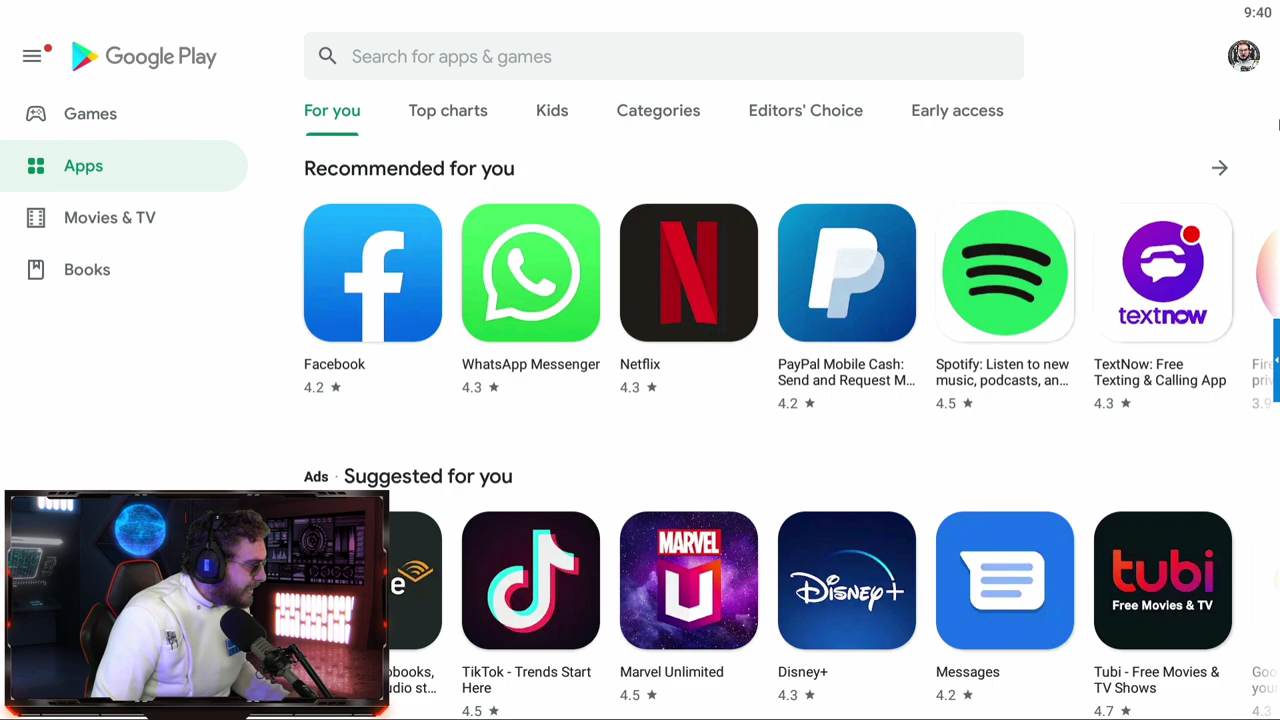 9:40
Google Play
Search for apps & games
Games
Apps
Movies & TV
Books
For you
Top charts
Kids
Categories
Editors' Choice
Early access
Recommended for you
textnow
Facebook
4.2 ★
WhatsApp Messenger
4.3 ★
Netflix
4.3 ★
PayPal Mobile Cash:
Send and Request M...
4.2 ★
Spotify: Listen to new
music, podcasts, an...
4.5 ★
TextNow: Free
Texting & Calling App
4.3 ★
3.9
Ads · Suggested for you
MARVEL
U
Disney+
tubi
Free Movies & TV
TikTok - Trends Start
Here
4.5 ★
Marvel Unlimited
4.5 ★
Disney+
4.3 ★
Messages
4.2 ★
Tubi - Free Movies &
TV Shows
4.7 ★
4.3